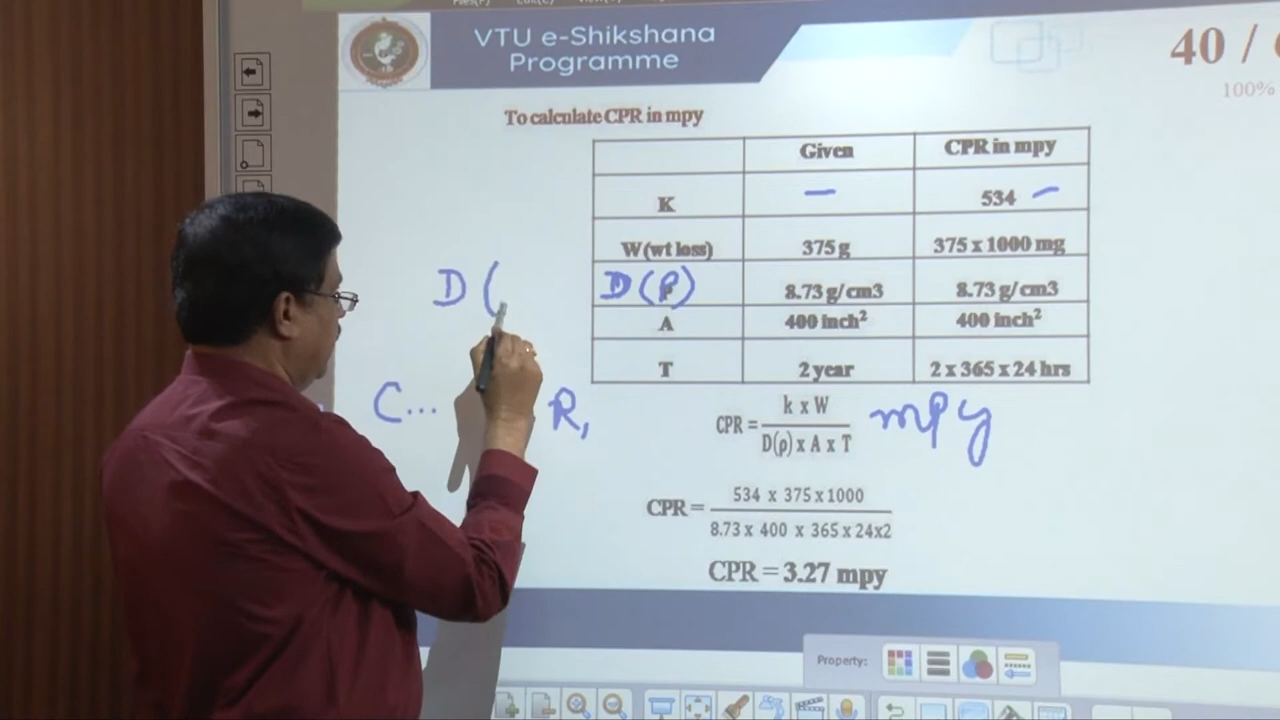 VTU e-Shikshana
Programme
40 /
100%
To calculate CPR in mpy
Given CPR in mpy
K — 534
W (wt loss) 375 g 375 x 1000 mg
D (ρ) 8.73 g/cm3 8.73 g/cm3
A 400 inch² 400 inch²
T 2 year 2 x 365 x 24 hrs
D (
C... R,
CPR = k x W / D(ρ) x A x T mpy
CPR = 534 x 375 x 1000 / 8.73 x 400 x 365 x 24x2
CPR = 3.27 mpy
Property: